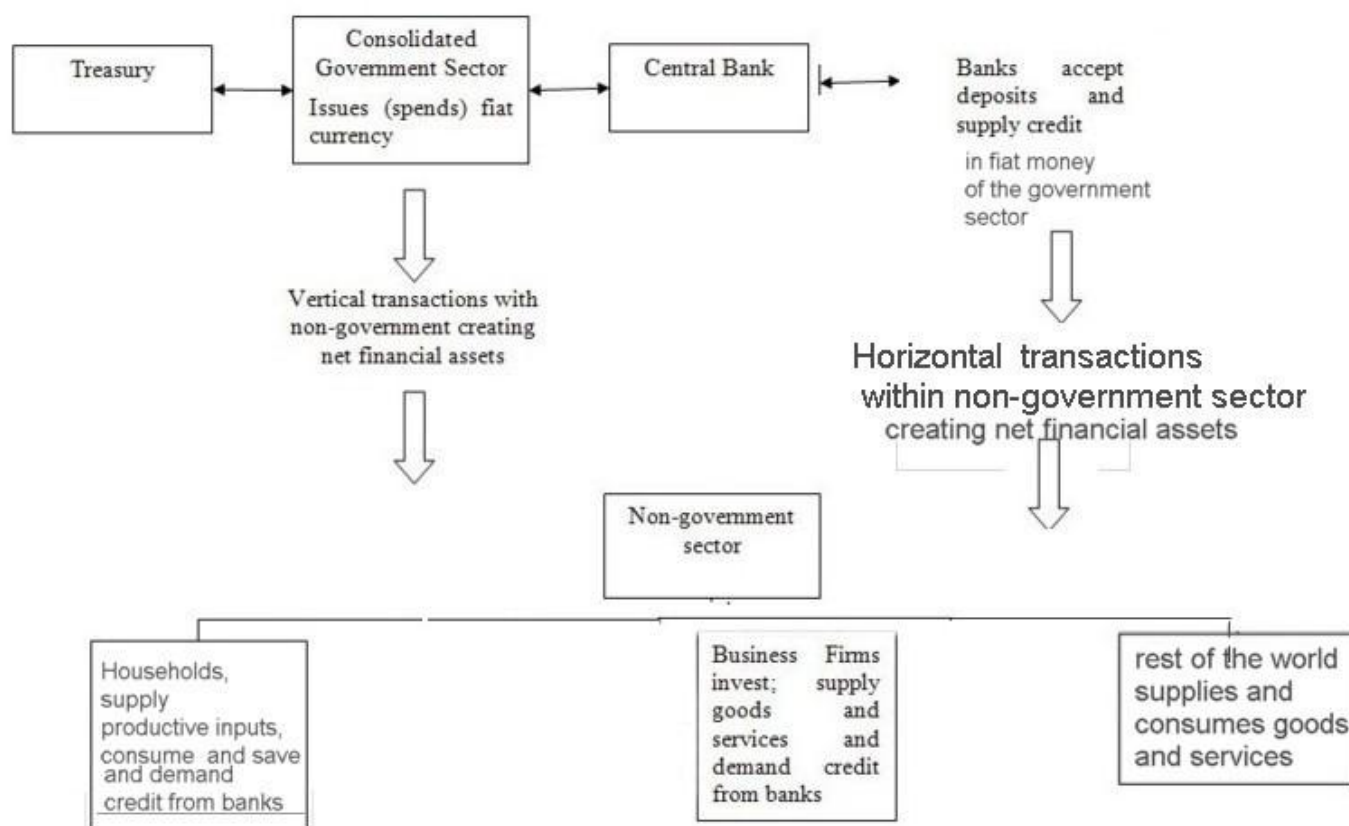 Treasury
Consolidated
Government Sector
Issues (spends) fiat
currency
Central Bank
Banks accept
deposits and
supply credit
in fiat money
of the government
sector
Vertical transactions with
non-government creating
net financial assets
Horizontal transactions
within non-government sector
creating net financial assets
Non-government
sector
Households,
supply
productive inputs,
consume and save
and demand
credit from banks
Business Firms
invest; supply
goods and
services and
demand credit
from banks
rest of the world
supplies and
consumes goods
and services